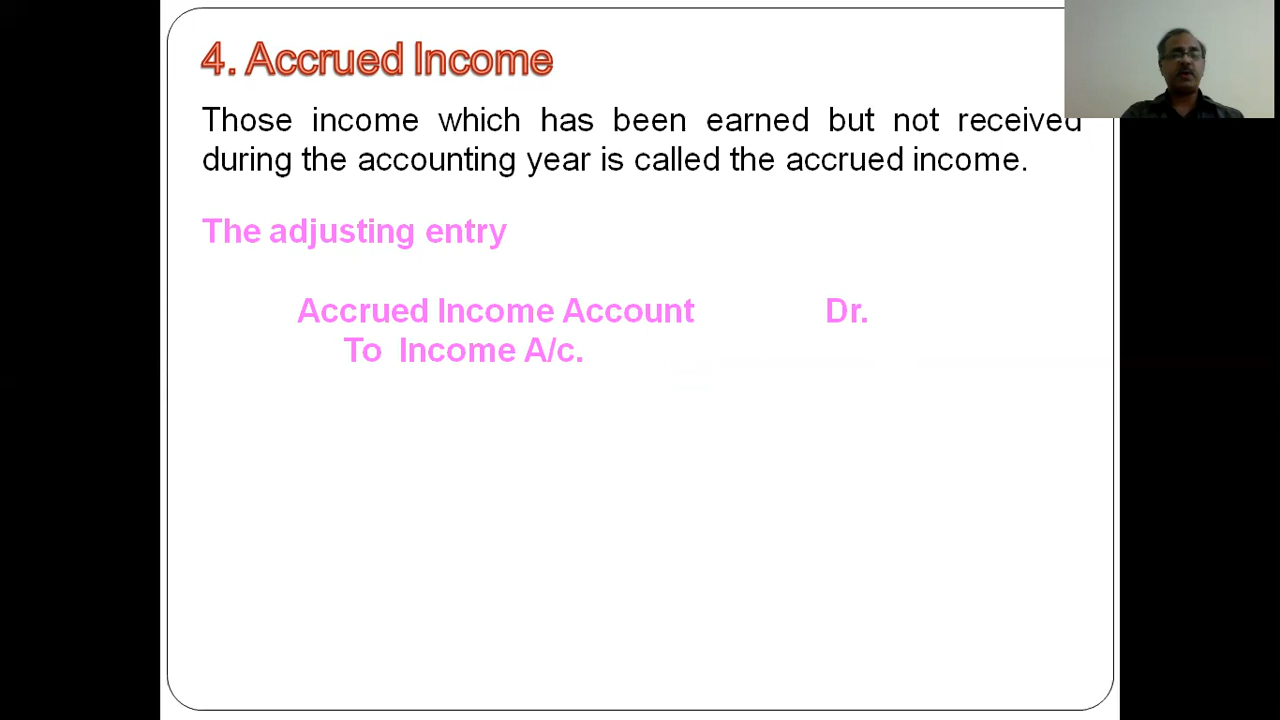 4. Accrued Income
Those income which has been earned but not received
during the accounting year is called the accrued income.
The adjusting entry
Accrued Income Account Dr.
To Income A/c.